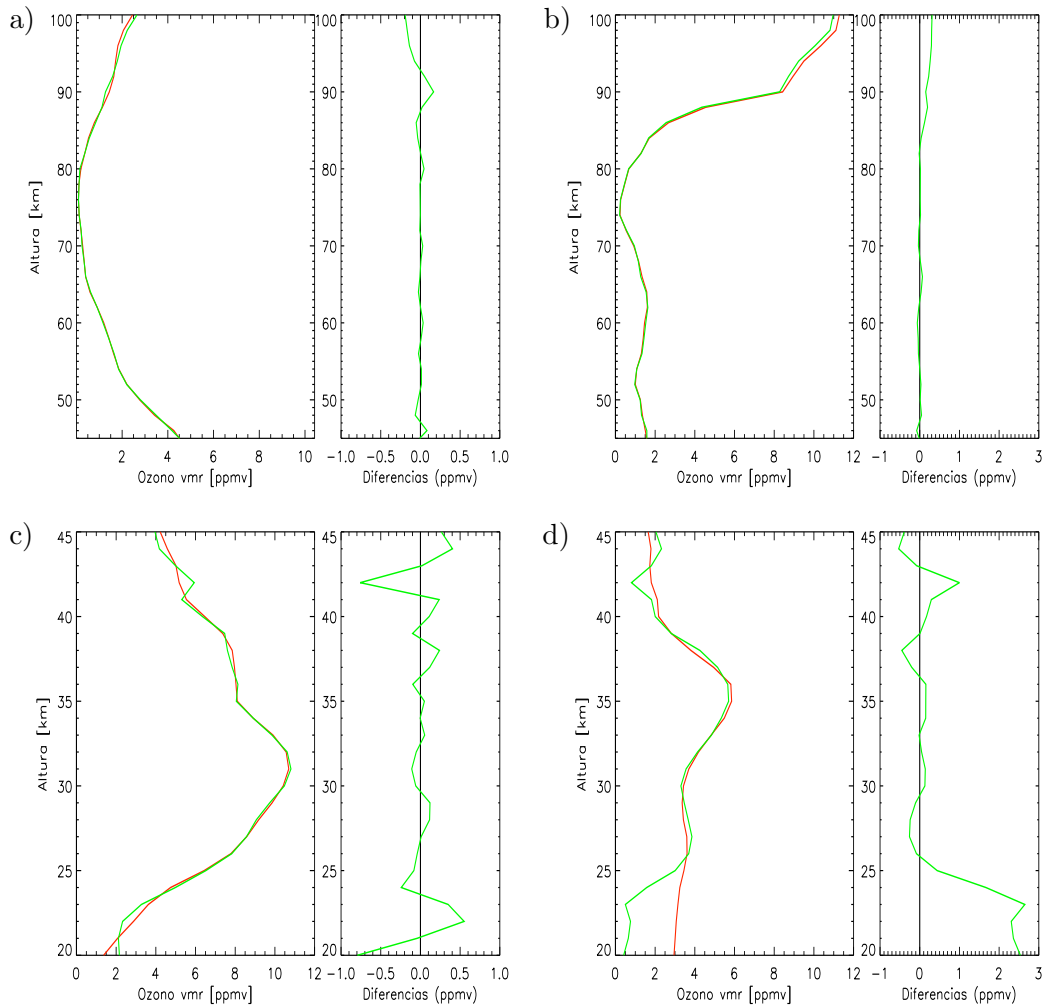 a)
100
90
80
70
60
50
Altura [km]
2 4 6 8 10
Ozono vmr [ppmv]
100
90
80
70
60
50
-1.0 -0.5 0.0 0.5 1.0
Diferencias (ppmv)
b)
100
90
80
70
60
50
Altura [km]
0 2 4 6 8 10 12
Ozono vmr [ppmv]
100
90
80
70
60
50
-1 0 1 2 3
Diferencias (ppmv)
c)
45
40
35
30
25
20
Altura [km]
0 2 4 6 8 10 12
Ozono vmr [ppmv]
45
40
35
30
25
20
-1.0 -0.5 0.0 0.5 1.0
Diferencias (ppmv)
d)
45
40
35
30
25
20
Altura [km]
0 2 4 6 8 10 12
Ozono vmr [ppmv]
45
40
35
30
25
20
-1 0 1 2 3
Diferencias (ppmv)